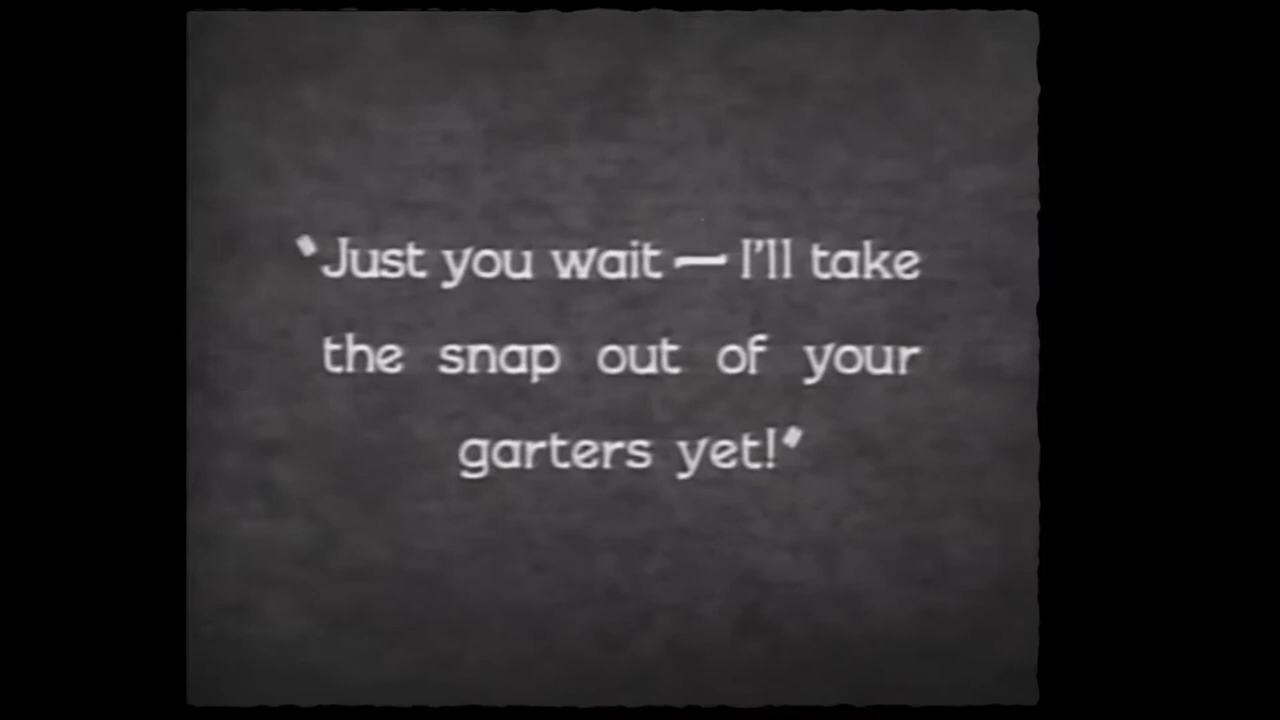 "Just you wait — I'll take
the snap out of your
garters yet!"